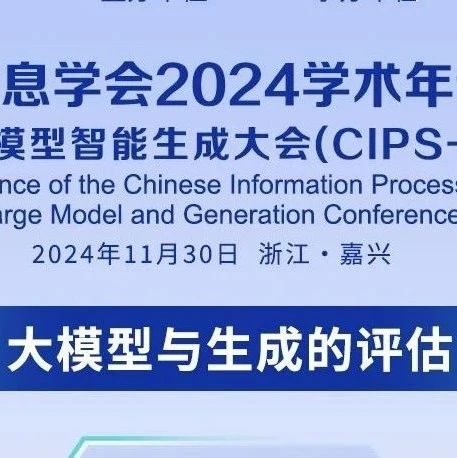 息学会2024学术年
模型智能生成大会(CIPS-
nce of the Chinese Information Process
arge Model and Generation Conference
2024年11月30日 浙江·嘉兴
大模型与生成的评估